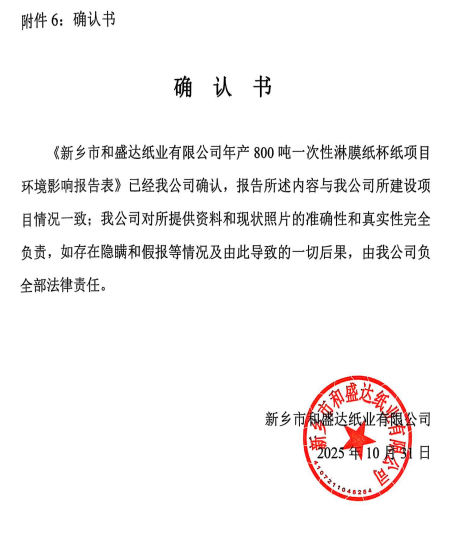 附件 6：确认书
确 认 书
《新乡市和盛达纸业有限公司年产 800 吨一次性淋膜纸杯纸项目
环境影响报告表》已经我公司确认，报告所述内容与我公司所建设项
目情况一致；我公司对所提供资料和现状照片的准确性和真实性完全
负责，如存在隐瞒和假报等情况及由此导致的一切后果，由我公司负
全部法律责任。
新乡市和盛达纸业有限公司
2025 年 10 月 31 日
新乡市和盛达纸业有限公司